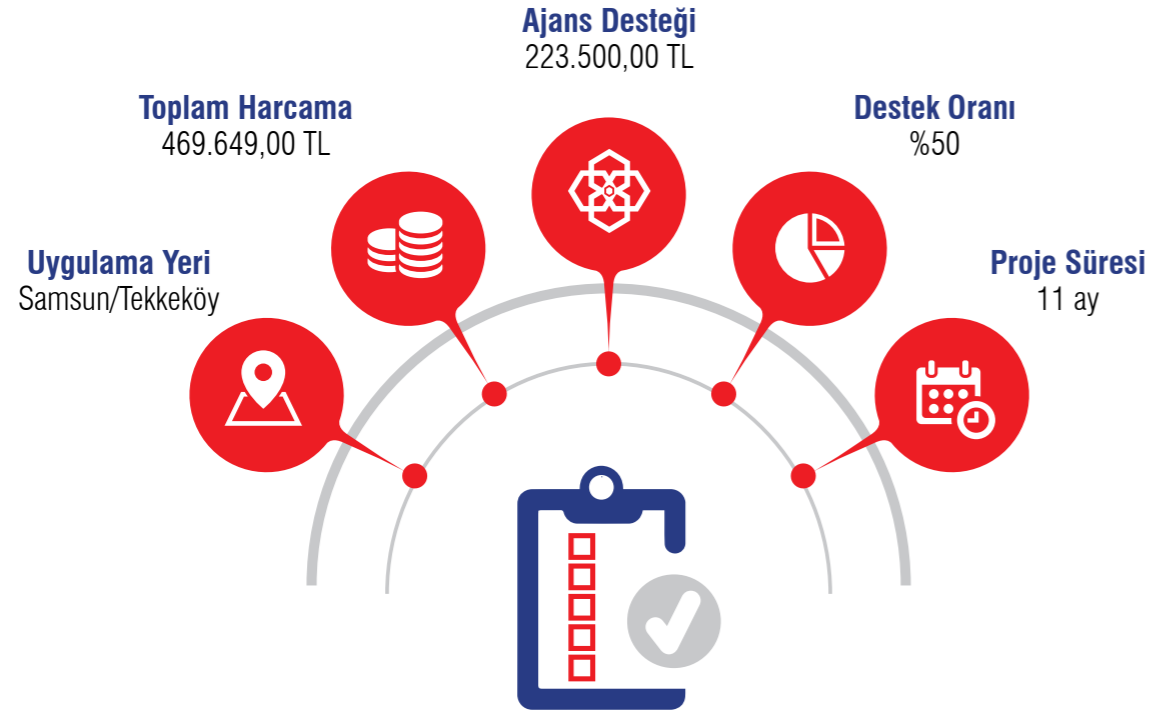 Ajans Desteği
223.500,00 TL
Toplam Harcama
469.649,00 TL
Destek Oranı
%50
Uygulama Yeri
Samsun/Tekkeköy
Proje Süresi
11 ay